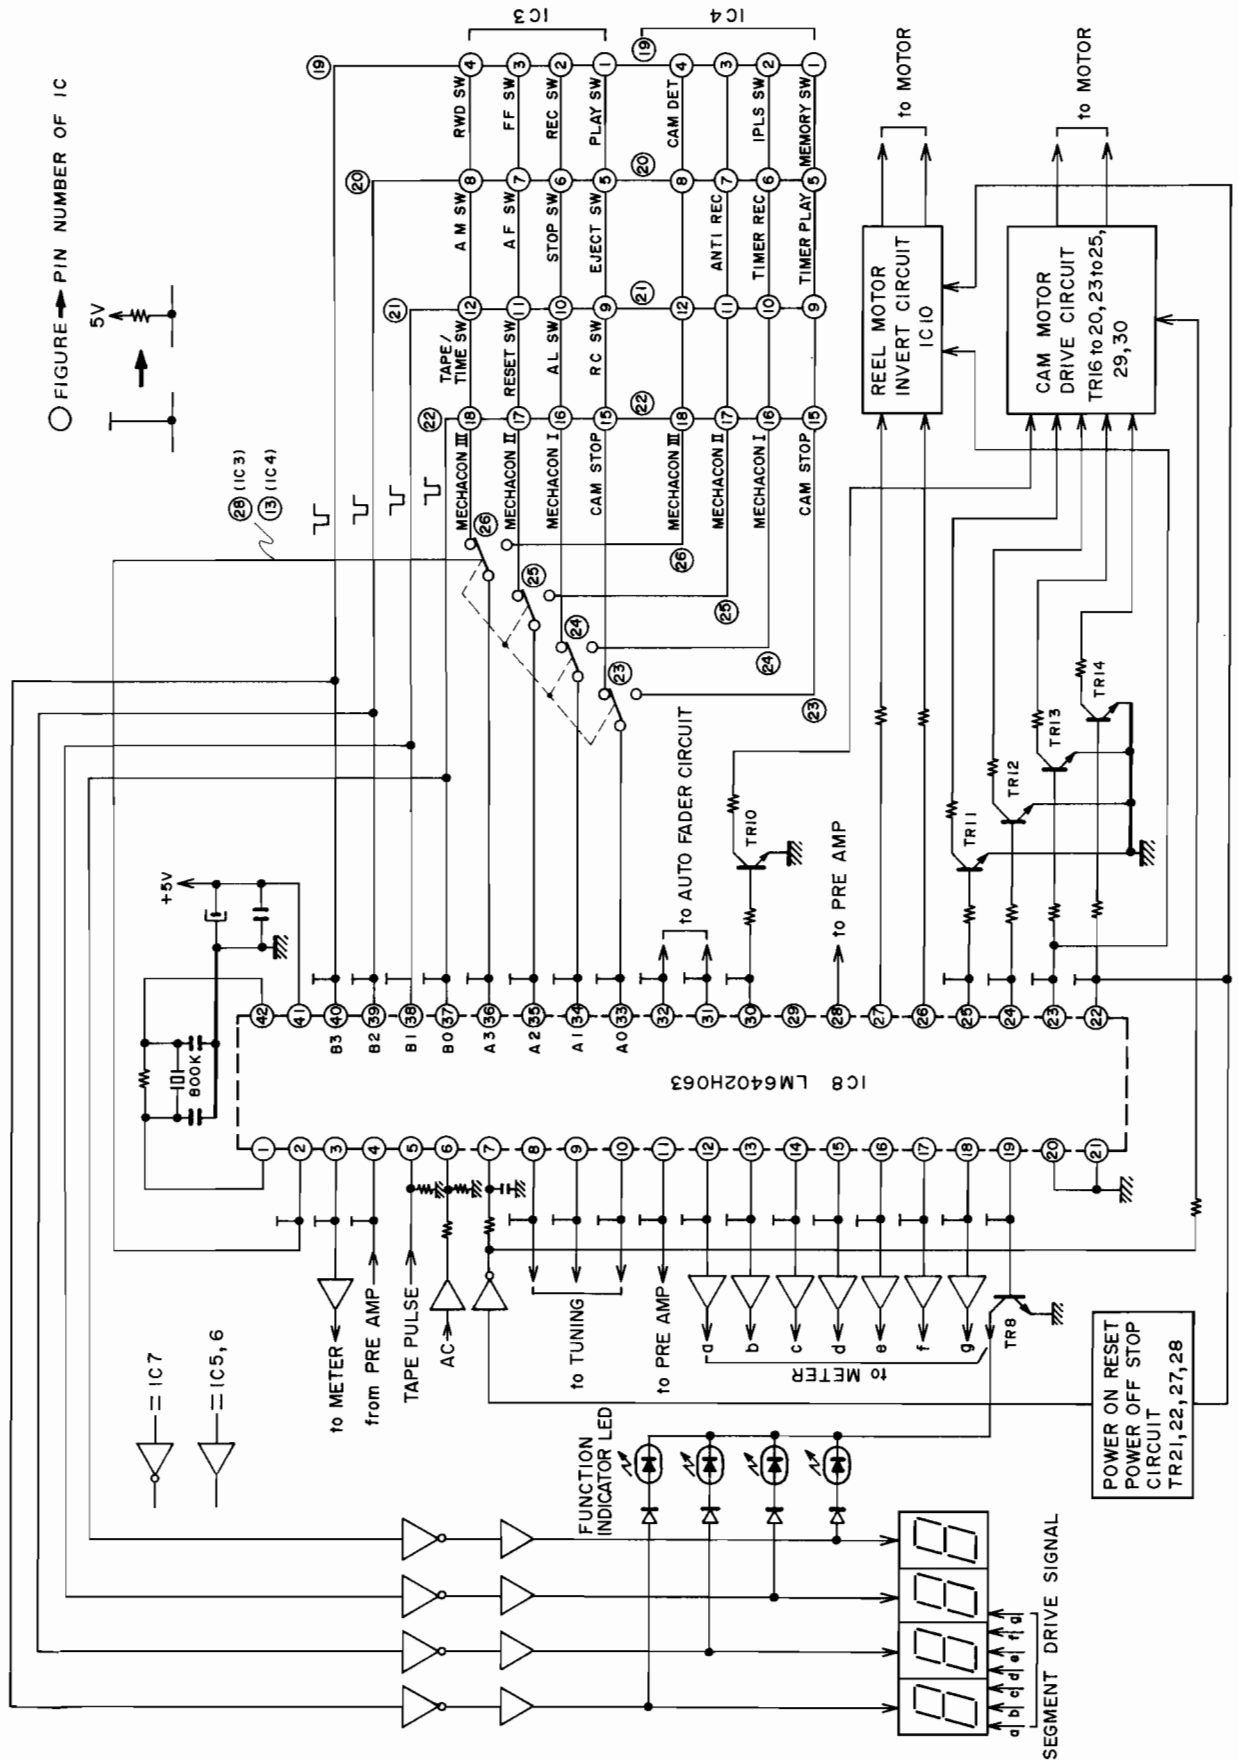 ○ FIGURE → PIN NUMBER OF IC
5V
28 (IC3)
13 (IC4)
IC3
IC4
19
20
21
22
4
3
2
1
19
4
3
2
1
RWD SW
FF SW
REC SW
PLAY SW
CAM DET
IPLS SW
MEMORY SW
8
7
6
5
20
8
7
6
5
A M SW
A F SW
STOP SW
EJECT SW
ANTI REC
TIMER REC
TIMER PLAY
12
11
10
9
21
12
11
10
9
TAPE/
TIME SW
RESET SW
AL SW
RC SW
18
17
16
15
22
18
17
16
15
MECHACON III
MECHACON II
MECHACON I
CAM STOP
MECHACON III
MECHACON II
MECHACON I
CAM STOP
26
25
24
23
26
25
24
23
to MOTOR
REEL MOTOR
INVERT CIRCUIT
IC10
to MOTOR
CAM MOTOR
DRIVE CIRCUIT
TR16 to 20, 23 to 25,
29, 30
TR10
TR11
TR12
TR13
TR14
to AUTO FADER CIRCUIT
to PRE AMP
+5V
800K
42
41
40
39
38
37
36
35
34
33
32
31
30
29
28
27
26
25
24
23
22
B3
B2
B1
B0
A3
A2
A1
A0
IC8 LM6402H063
1
2
3
4
5
6
7
8
9
10
11
12
13
14
15
16
17
18
19
20
21
to METER
from PRE AMP
TAPE PULSE
AC
to TUNING
to PRE AMP
a
b
c
d
e
f
g
to METER
TR8
= IC7
= IC5, 6
FUNCTION
INDICATOR LED
POWER ON RESET
POWER OFF STOP
CIRCUIT
TR21, 22, 27, 28
a b c d e f g
SEGMENT DRIVE SIGNAL